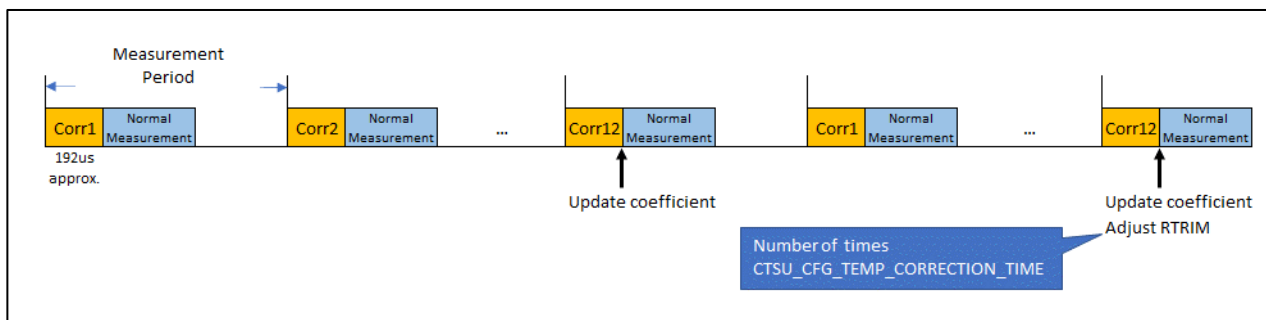 Measurement
Period
Corr1
Normal
Measurement
Corr2
Normal
Measurement
...
Corr12
Normal
Measurement
Corr1
Normal
Measurement
...
Corr12
Normal
Measurement
192us
approx.
Update coefficient
Update coefficient
Adjust RTRIM
Number of times
CTSU_CFG_TEMP_CORRECTION_TIME